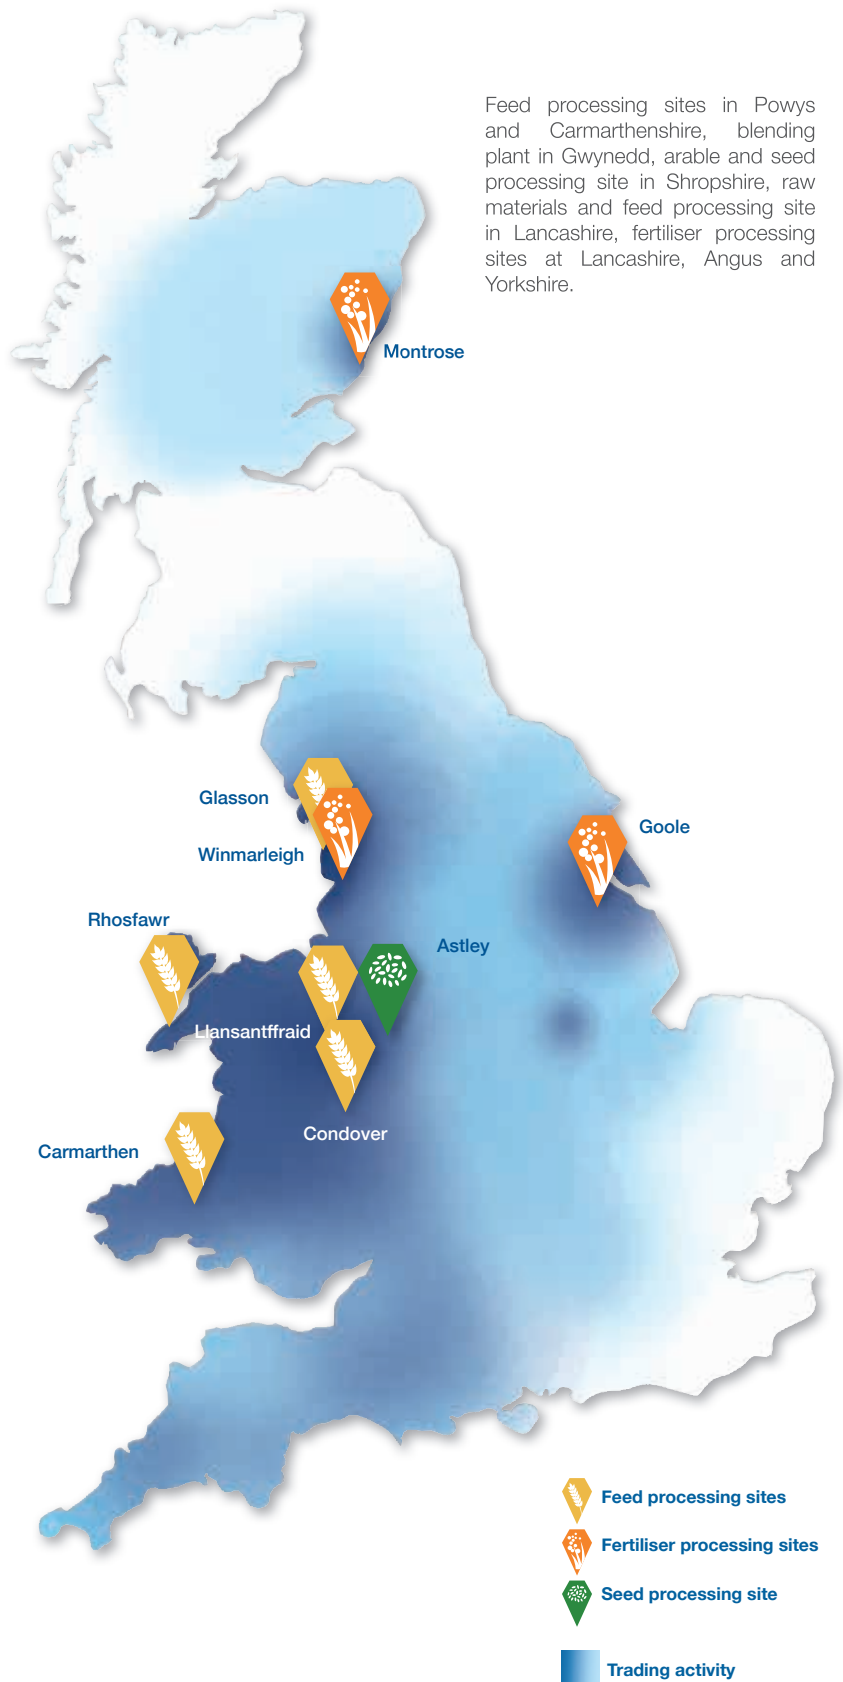 Feed processing sites in Powys
and Carmarthenshire, blending
plant in Gwynedd, arable and seed
processing site in Shropshire, raw
materials and feed processing site
in Lancashire, fertiliser processing
sites at Lancashire, Angus and
Yorkshire.
Montrose
Glasson
Goole
Winmarleigh
Rhosfawr
Astley
Llansantffraid
Condover
Carmarthen
Feed processing sites
Fertiliser processing sites
Seed processing site
Trading activity